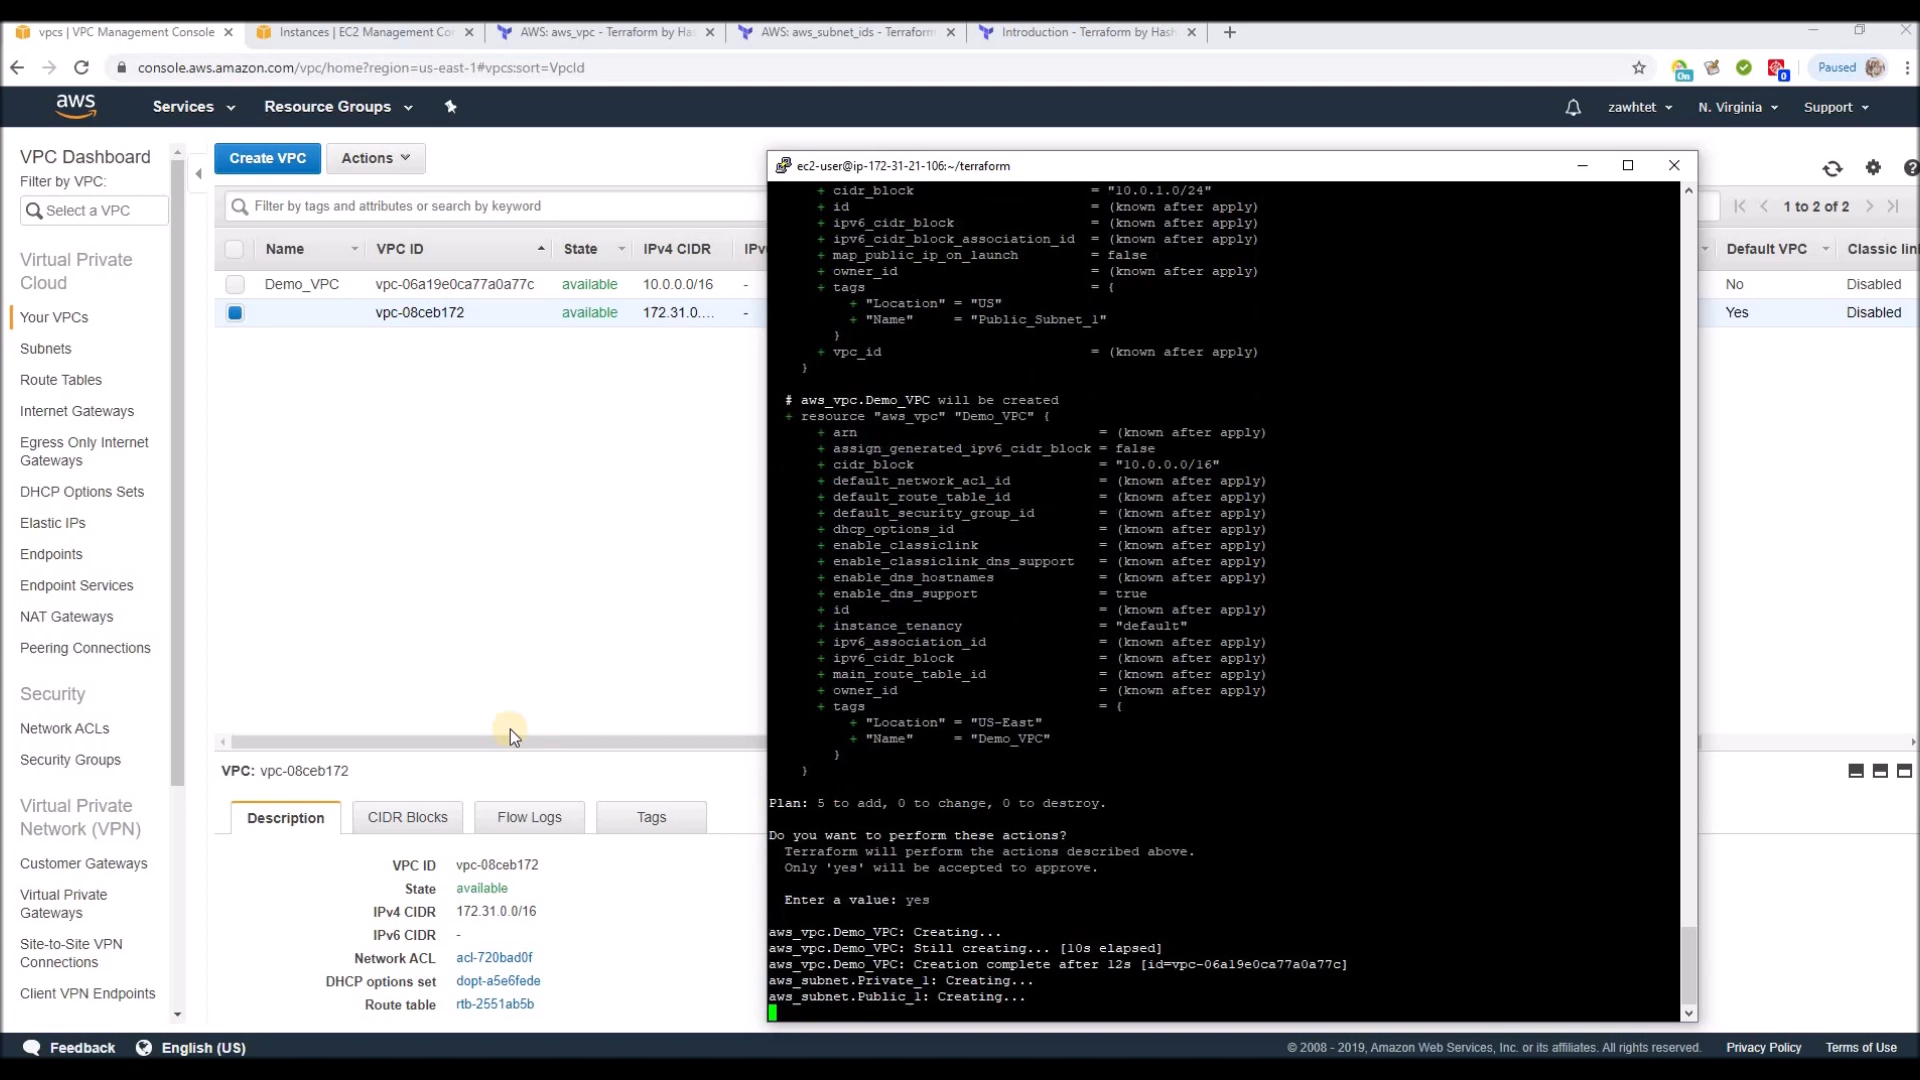 vpcs | VPC Management Console
Instances | EC2 Management Co
AWS: aws_vpc - Terraform by Has
AWS: aws_subnet_ids - Terraform
Introduction - Terraform by Hash
console.aws.amazon.com/vpc/home?region=us-east-1#vpcs:sort=VpcId
On
0
Paused
aws
Services
Resource Groups
zawhtet
N. Virginia
Support
VPC Dashboard
Filter by VPC:
Select a VPC
Virtual Private
Cloud
Your VPCs
Subnets
Route Tables
Internet Gateways
Egress Only Internet
Gateways
DHCP Options Sets
Elastic IPs
Endpoints
Endpoint Services
NAT Gateways
Peering Connections
Security
Network ACLs
Security Groups
Virtual Private
Network (VPN)
Customer Gateways
Virtual Private
Gateways
Site-to-Site VPN
Connections
Client VPN Endpoints
Create VPC
Actions
Filter by tags and attributes or search by keyword
1 to 2 of 2
Name
VPC ID
State
IPv4 CIDR
IPv
Default VPC
Classic lin
Demo_VPC
vpc-06a19e0ca77a0a77c
available
10.0.0.0/16
-
No
Disabled
vpc-08ceb172
available
172.31.0....
-
Yes
Disabled
VPC: vpc-08ceb172
Description
CIDR Blocks
Flow Logs
Tags
VPC ID vpc-08ceb172
State available
IPv4 CIDR 172.31.0.0/16
IPv6 CIDR -
Network ACL acl-720bad0f
DHCP options set dopt-a5e6fede
Route table rtb-2551ab5b
ec2-user@ip-172-31-21-106:~/terraform
+ cidr_block = "10.0.1.0/24"
+ id = (known after apply)
+ ipv6_cidr_block = (known after apply)
+ ipv6_cidr_block_association_id = (known after apply)
+ map_public_ip_on_launch = false
+ owner_id = (known after apply)
+ tags = {
+ "Location" = "US"
+ "Name" = "Public_Subnet_1"
}
+ vpc_id = (known after apply)
}
# aws_vpc.Demo_VPC will be created
+ resource "aws_vpc" "Demo_VPC" {
+ arn = (known after apply)
+ assign_generated_ipv6_cidr_block = false
+ cidr_block = "10.0.0.0/16"
+ default_network_acl_id = (known after apply)
+ default_route_table_id = (known after apply)
+ default_security_group_id = (known after apply)
+ dhcp_options_id = (known after apply)
+ enable_classiclink = (known after apply)
+ enable_classiclink_dns_support = (known after apply)
+ enable_dns_hostnames = (known after apply)
+ enable_dns_support = true
+ id = (known after apply)
+ instance_tenancy = "default"
+ ipv6_association_id = (known after apply)
+ ipv6_cidr_block = (known after apply)
+ main_route_table_id = (known after apply)
+ owner_id = (known after apply)
+ tags = {
+ "Location" = "US-East"
+ "Name" = "Demo_VPC"
}
}
Plan: 5 to add, 0 to change, 0 to destroy.
Do you want to perform these actions?
Terraform will perform the actions described above.
Only 'yes' will be accepted to approve.
Enter a value: yes
aws_vpc.Demo_VPC: Creating...
aws_vpc.Demo_VPC: Still creating... [10s elapsed]
aws_vpc.Demo_VPC: Creation complete after 12s [id=vpc-06a19e0ca77a0a77c]
aws_subnet.Private_1: Creating...
aws_subnet.Public_1: Creating...
Feedback
English (US)
© 2008 - 2019, Amazon Web Services, Inc. or its affiliates. All rights reserved.
Privacy Policy
Terms of Use